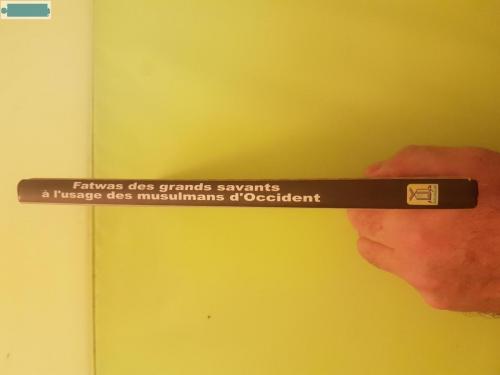 Fatwas des grands savants
à l'usage des musulmans d'Occident